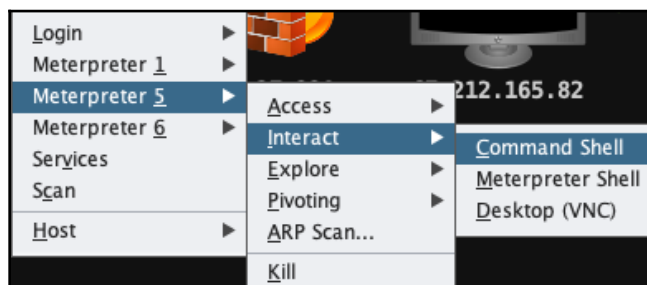 Login
Meterpreter 1
Meterpreter 5
Meterpreter 6
Services
Scan
Host
Access
Interact
Explore
Pivoting
ARP Scan...
Kill
212.165.82
Command Shell
Meterpreter Shell
Desktop (VNC)